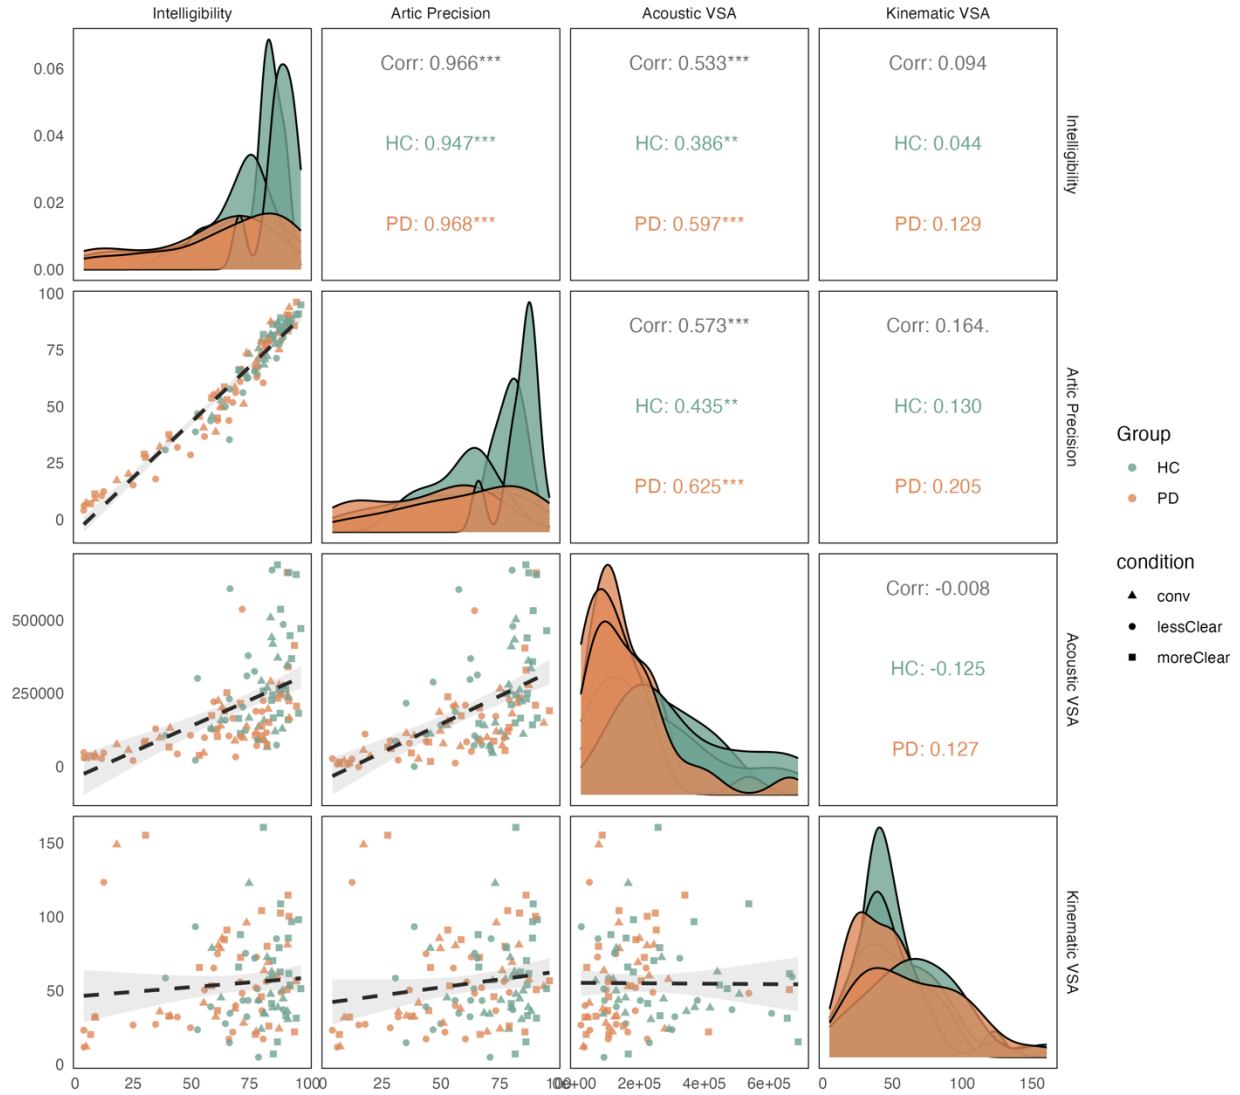 Intelligibility Artic Precision Acoustic VSA Kinematic VSA
0.06
0.04
0.02
0.00
Corr: 0.966***
HC: 0.947***
PD: 0.968***
Corr: 0.533***
HC: 0.386**
PD: 0.597***
Corr: 0.094
HC: 0.044
PD: 0.129
Intelligibility
100
75
50
25
0
Corr: 0.573***
HC: 0.435**
PD: 0.625***
Corr: 0.164.
HC: 0.130
PD: 0.205
Artic Precision
500000
250000
0
Corr: -0.008
HC: -0.125
PD: 0.127
Acoustic VSA
150
100
50
0
Kinematic VSA
0 25 50 75 100
0 25 50 75 100
0e+00 2e+05 4e+05 6e+05
0 50 100 150
Group
HC
PD
condition
conv
lessClear
moreClear